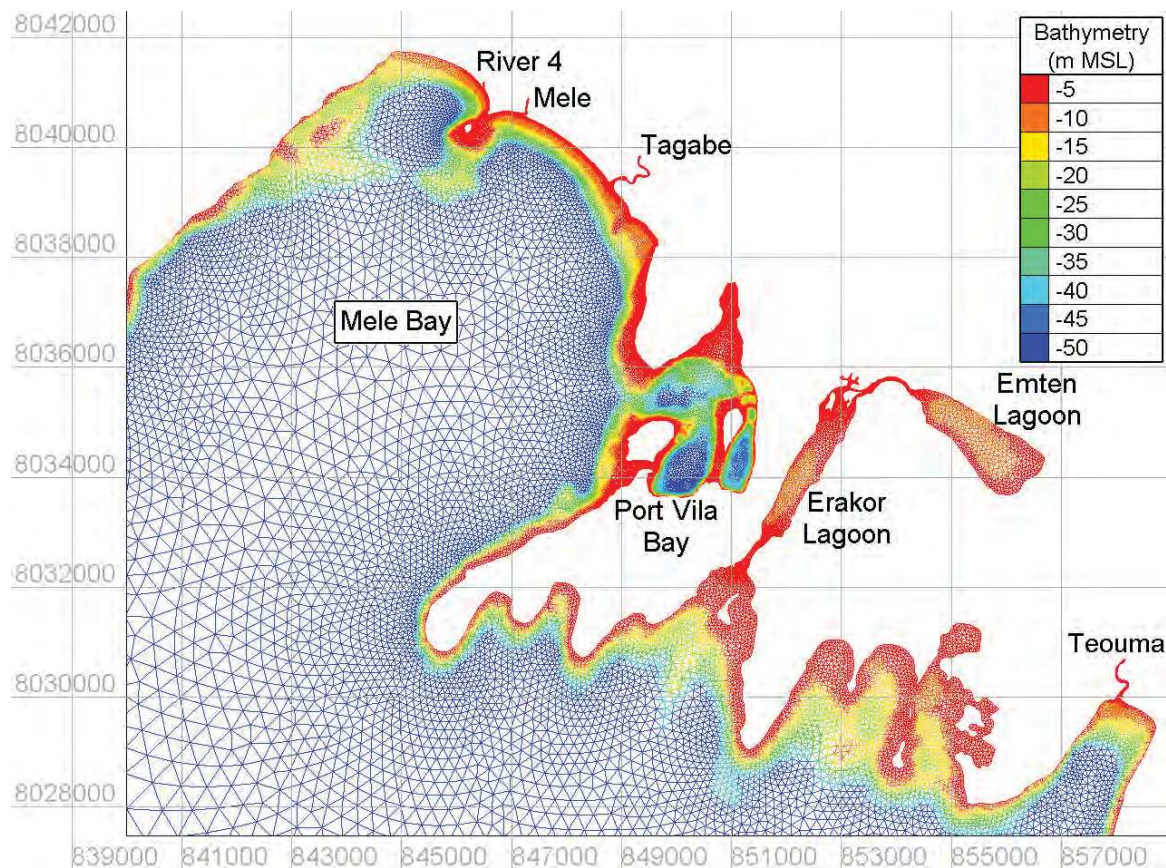 8042000
8040000
8038000
8036000
8034000
8032000
8030000
8028000
River 4
Mele
Tagabe
Mele Bay
Port Vila
Bay
Erakor
Lagoon
Emten
Lagoon
Teouma
Bathymetry
(m MSL)
-5
-10
-15
-20
-25
-30
-35
-40
-45
-50
839000 841000 843000 845000 847000 849000 851000 853000 855000 857000